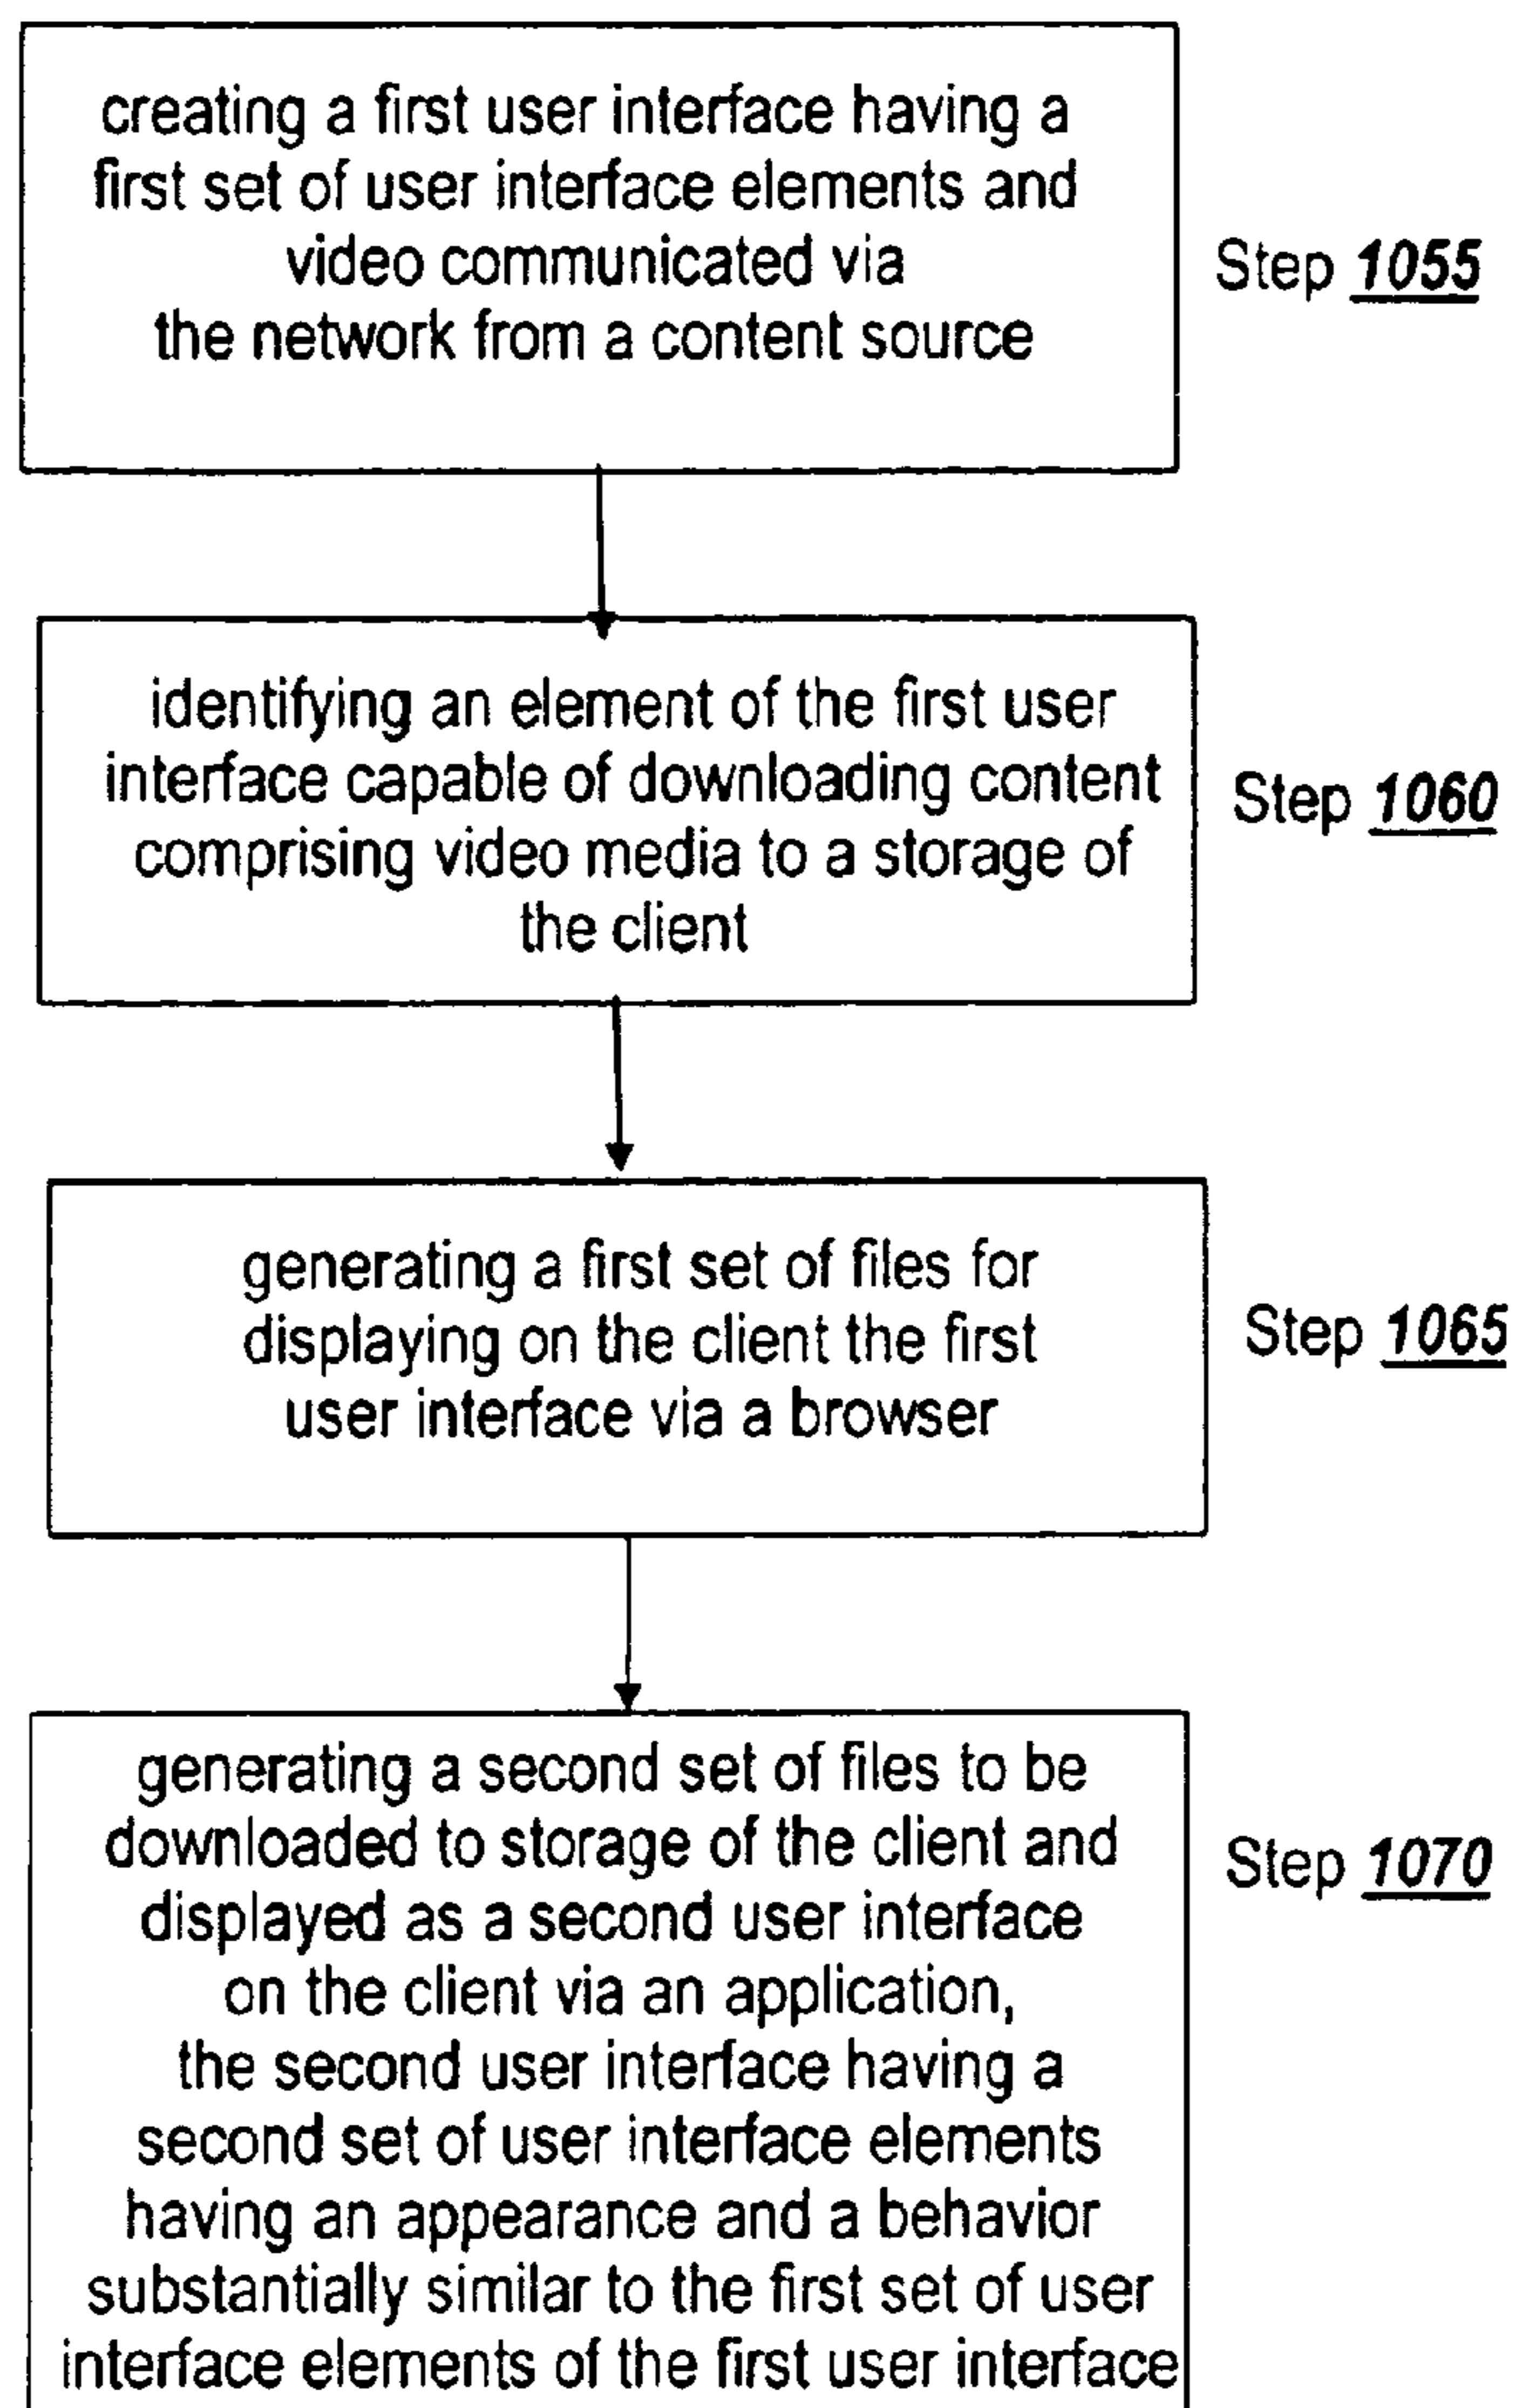 creating a first user interface having a
first set of user interface elements and
video communicated via
the network from a content source
Step 1055
identifying an element of the first user
interface capable of downloading content
comprising video media to a storage of
the client
Step 1060
generating a first set of files for
displaying on the client the first
user interface via a browser
Step 1065
generating a second set of files to be
downloaded to storage of the client and
displayed as a second user interface
on the client via an application,
the second user interface having a
second set of user interface elements
having an appearance and a behavior
substantially similar to the first set of user
interface elements of the first user interface
Step 1070